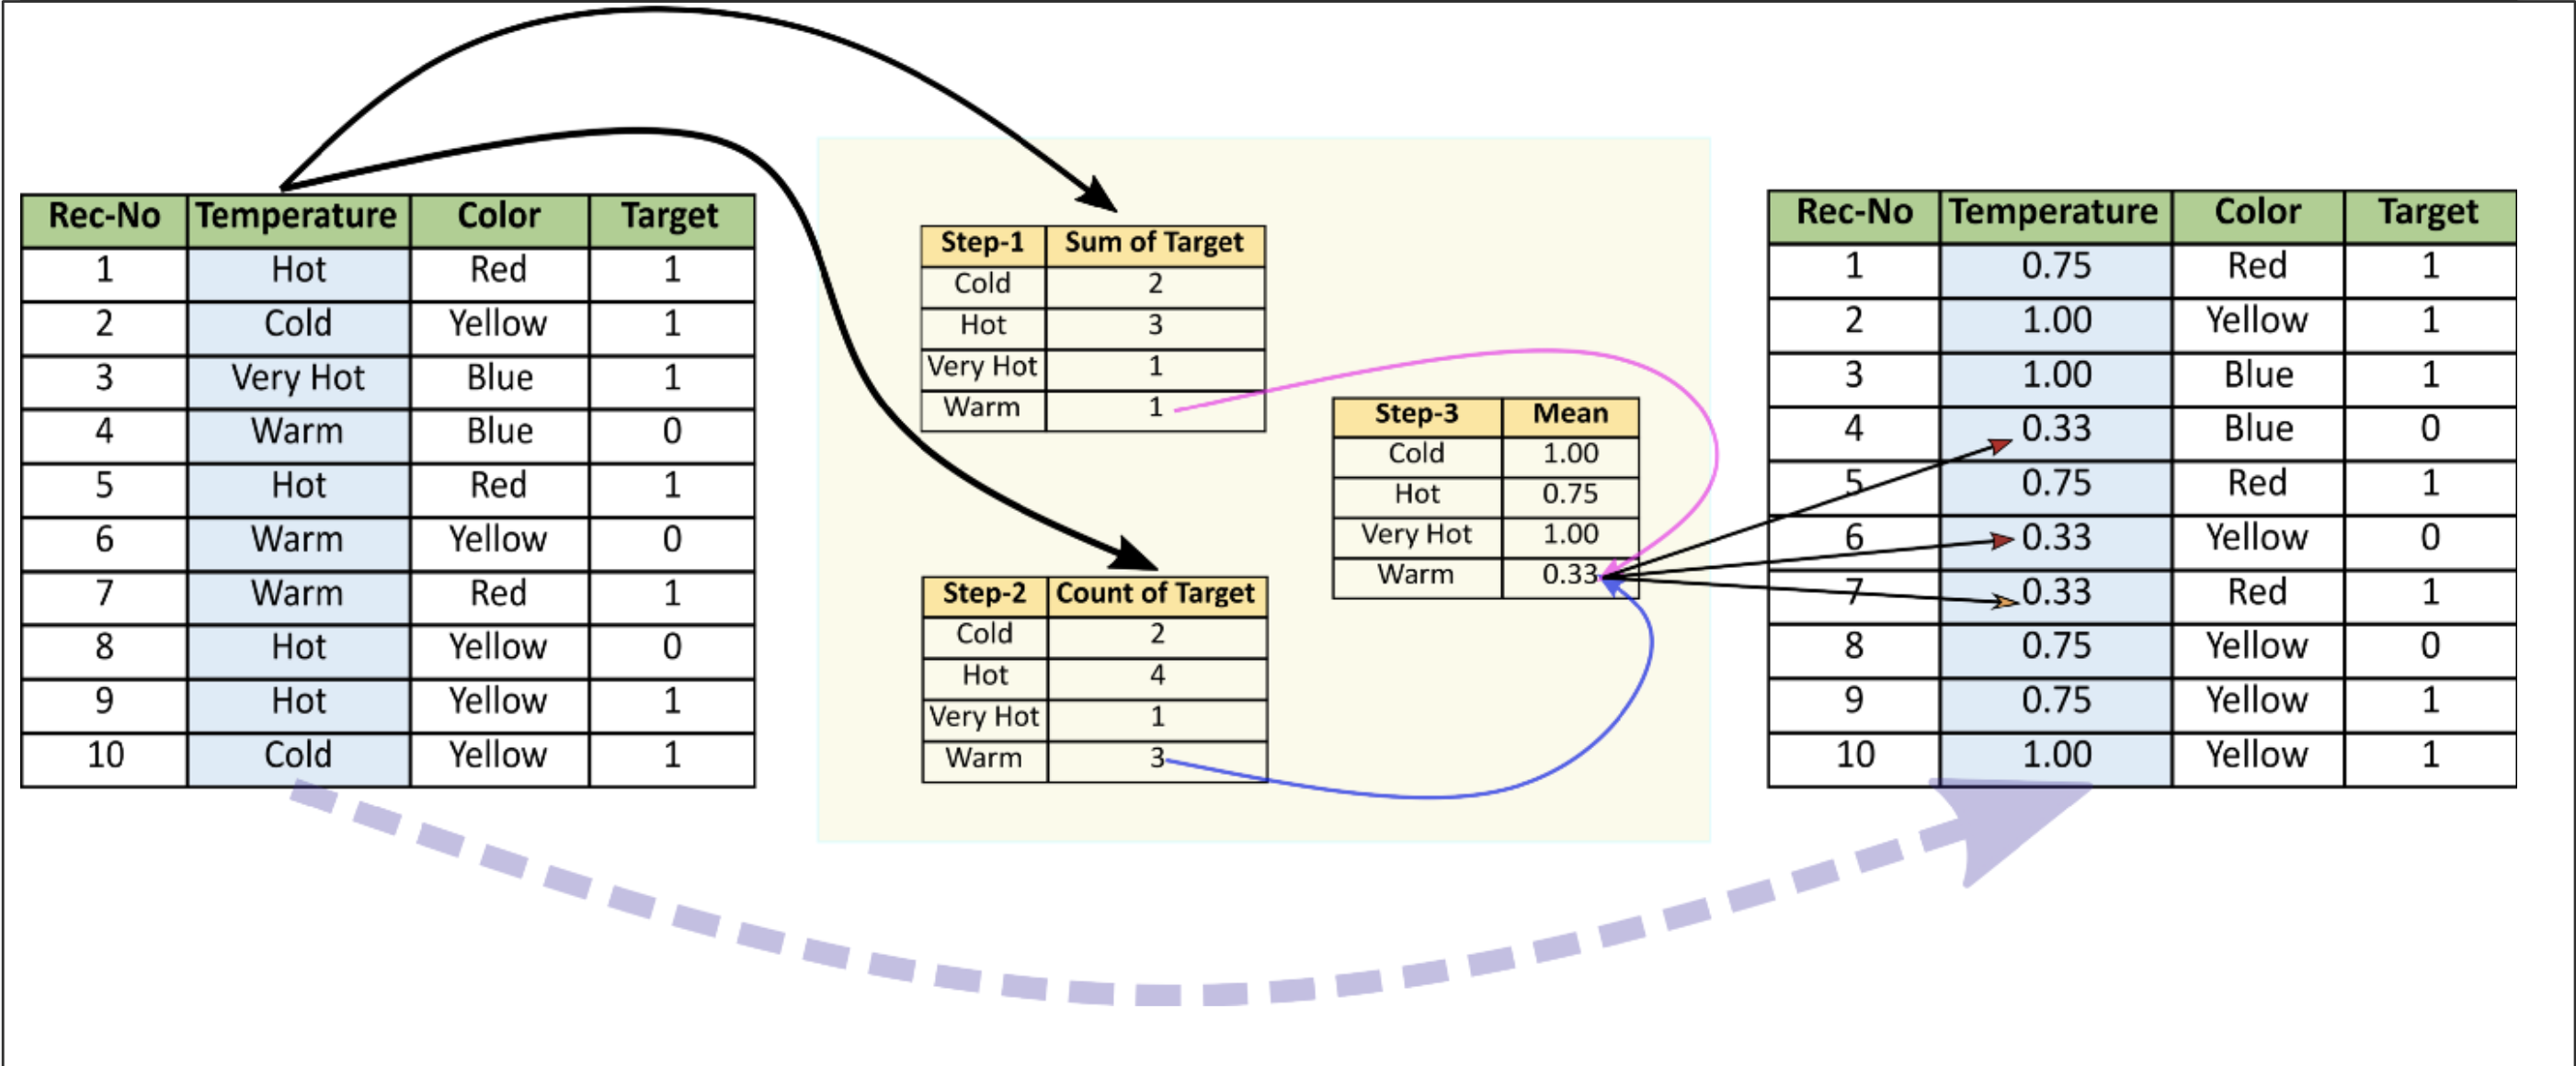 Rec-No Temperature Color Target
1 Hot Red 1
2 Cold Yellow 1
3 Very Hot Blue 1
4 Warm Blue 0
5 Hot Red 1
6 Warm Yellow 0
7 Warm Red 1
8 Hot Yellow 0
9 Hot Yellow 1
10 Cold Yellow 1
Step-1 Sum of Target
Cold 2
Hot 3
Very Hot 1
Warm 1
Step-2 Count of Target
Cold 2
Hot 4
Very Hot 1
Warm 3
Step-3 Mean
Cold 1.00
Hot 0.75
Very Hot 1.00
Warm 0.33
Rec-No Temperature Color Target
1 0.75 Red 1
2 1.00 Yellow 1
3 1.00 Blue 1
4 0.33 Blue 0
5 0.75 Red 1
6 0.33 Yellow 0
7 0.33 Red 1
8 0.75 Yellow 0
9 0.75 Yellow 1
10 1.00 Yellow 1